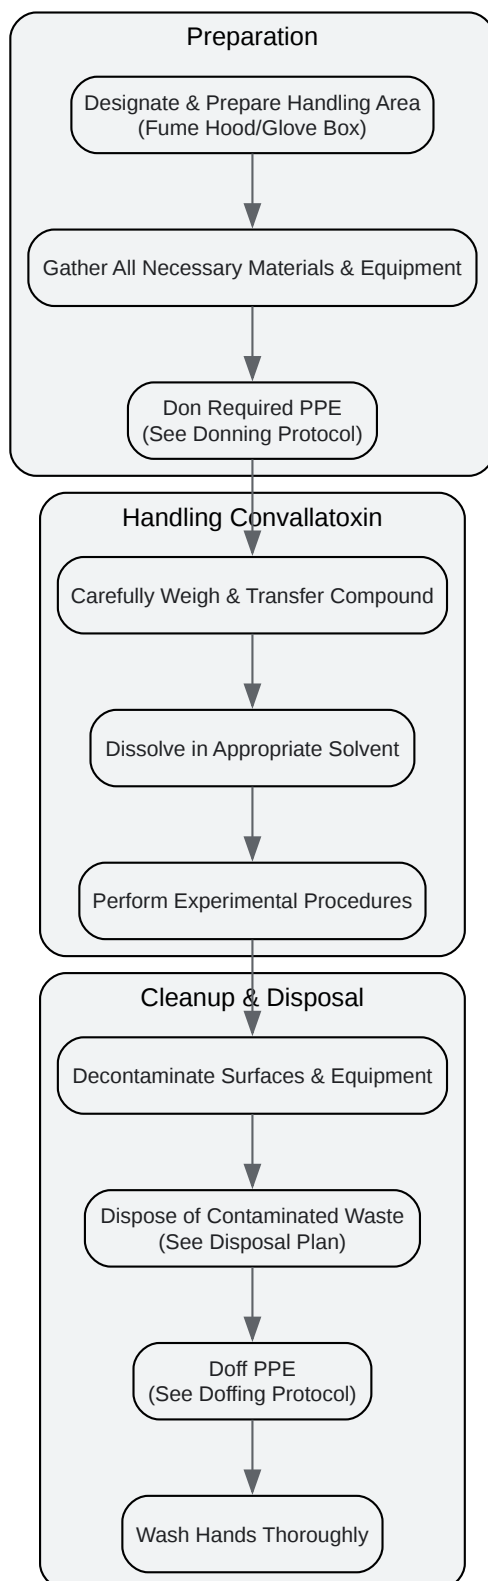 Preparation
Designate & Prepare Handling Area
(Fume Hood/Glove Box)
Gather All Necessary Materials & Equipment
Don Required PPE
(See Donning Protocol)
Handling Convallatoxin
Carefully Weigh & Transfer Compound
Dissolve in Appropriate Solvent
Perform Experimental Procedures
Cleanup & Disposal
Decontaminate Surfaces & Equipment
Dispose of Contaminated Waste
(See Disposal Plan)
Doff PPE
(See Doffing Protocol)
Wash Hands Thoroughly